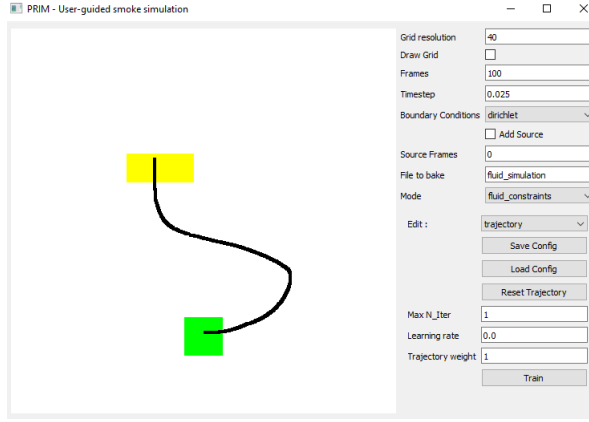 PRIM - User-guided smoke simulation
Grid resolution 40
Draw Grid
Frames 100
Timestep 0.025
Boundary Conditions dirichlet
Add Source
Source Frames 0
File to bake fluid_simulation
Mode fluid_constraints
Edit : trajectory
Save Config
Load Config
Reset Trajectory
Max N_Iter 1
Learning rate 0.0
Trajectory weight 1
Train